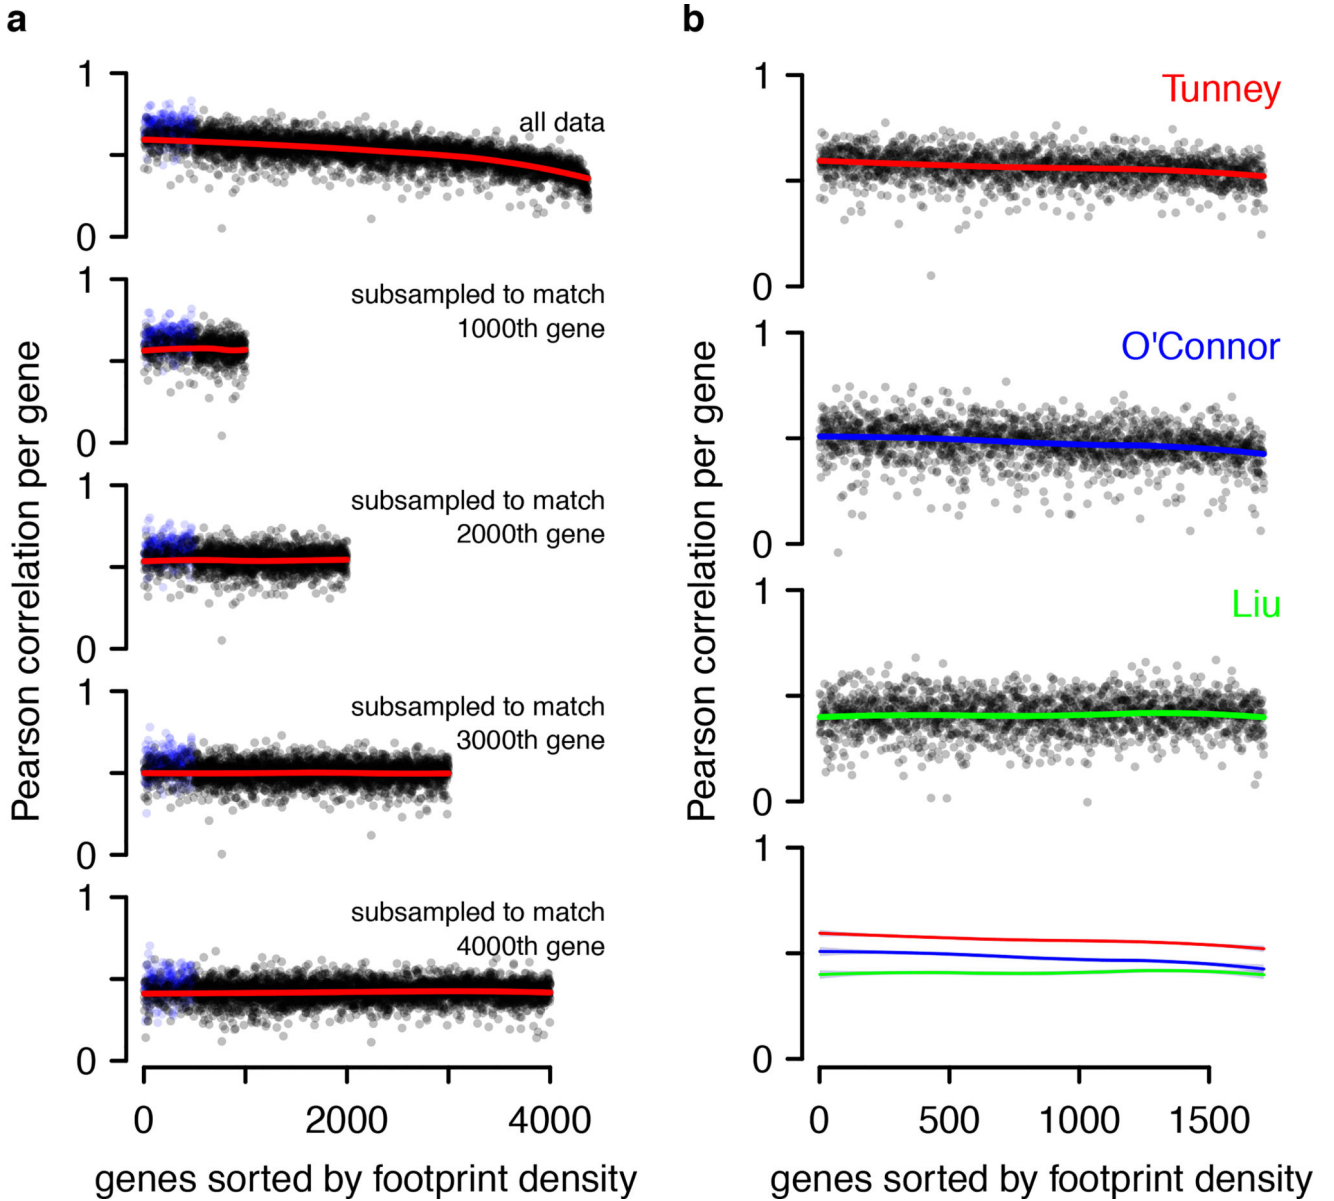 a
Pearson correlation per gene
1
all data
0
1
subsampled to match
1000th gene
0
1
subsampled to match
2000th gene
0
1
subsampled to match
3000th gene
0
1
subsampled to match
4000th gene
0
0 2000 4000
genes sorted by footprint density
b
Pearson correlation per gene
1
Tunney
0
1
O'Connor
0
1
Liu
0
1
0
0 500 1000 1500
genes sorted by footprint density